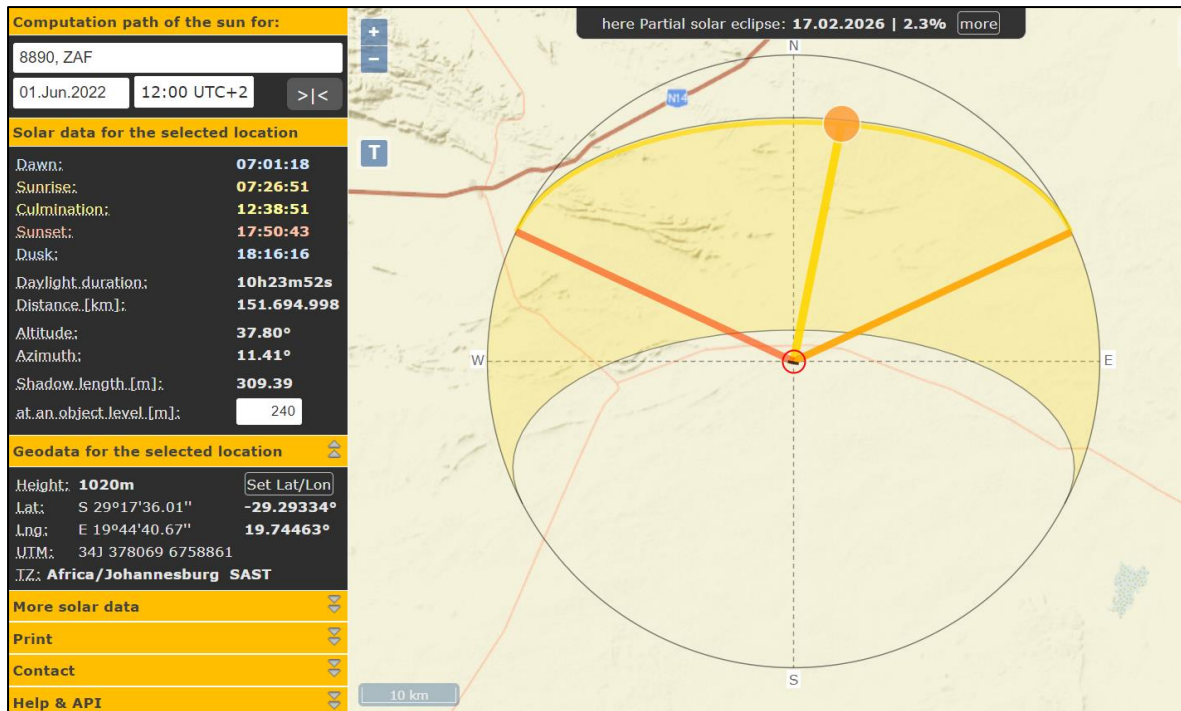 Computation path of the sun for:
8890, ZAF
01.Jun.2022 12:00 UTC+2 >|<
Solar data for the selected location
Dawn: 07:01:18
Sunrise: 07:26:51
Culmination: 12:38:51
Sunset: 17:50:43
Dusk: 18:16:16
Daylight duration: 10h23m52s
Distance [km]: 151.694.998
Altitude: 37.80°
Azimuth: 11.41°
Shadow length [m]: 309.39
at an object level [m]: 240
Geodata for the selected location
Height: 1020m Set Lat/Lon
Lat: S 29°17'36.01'' -29.29334°
Lng: E 19°44'40.67'' 19.74463°
UTM: 34J 378069 6758861
TZ: Africa/Johannesburg SAST
More solar data
Print
Contact
Help & API
+
−
T
here Partial solar eclipse: 17.02.2026 | 2.3% more
N
N14
W
E
S
10 km